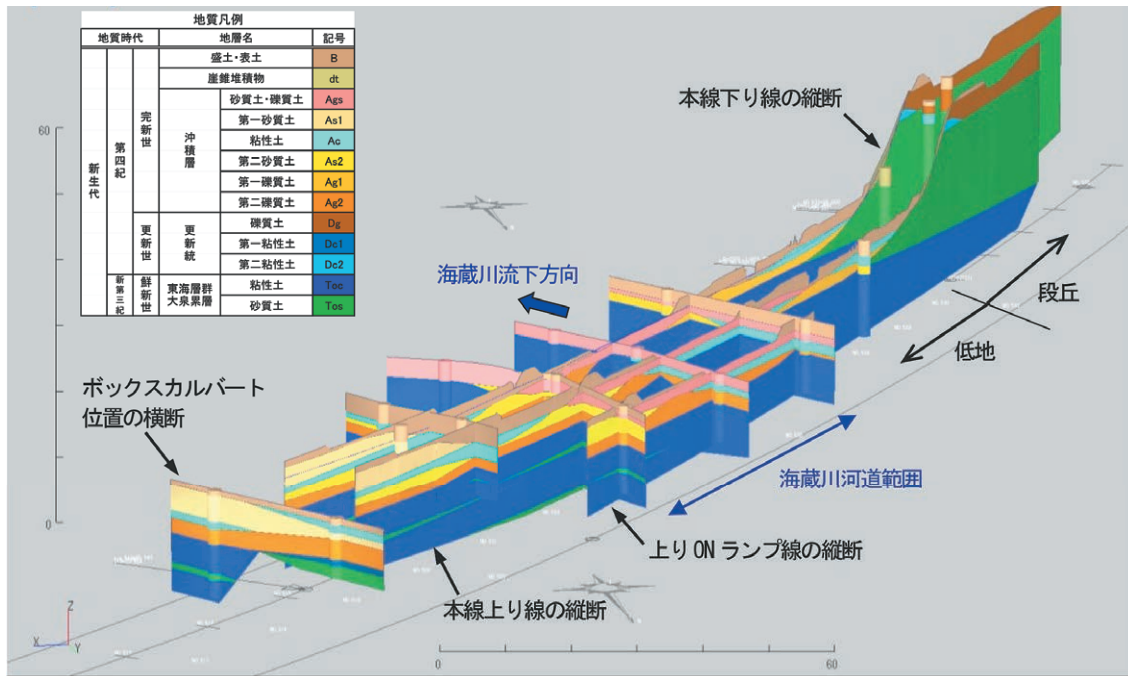 地質凡例
地質時代 地層名 記号
新生代
第四紀
完新世
盛土・表土 B
崖錐堆積物 dt
沖積層
砂質土・礫質土 Ags
第一砂質土 As1
粘性土 Ac
第二砂質土 As2
第一礫質土 Ag1
第二礫質土 Ag2
更新世
更新統
礫質土 Dg
第一粘性土 Dc1
第二粘性土 Dc2
新第三紀
鮮新世
東海層群
大泉累層
粘性土 Toc
砂質土 Tos
60
0
本線下り線の縦断
海蔵川流下方向
段丘
低地
ボックスカルバート
位置の横断
海蔵川河道範囲
上りONランプ線の縦断
本線上り線の縦断
Z
X
Y
0
60